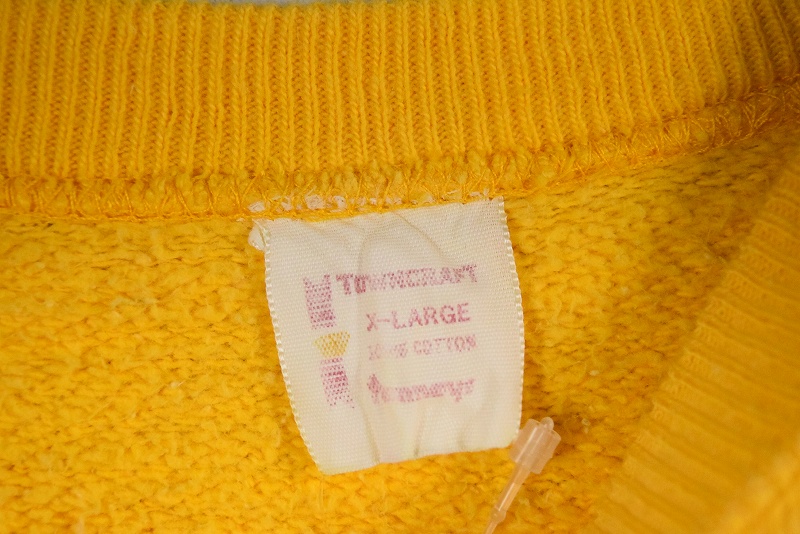 TOWNCRAFT
X-LARGE
100% COTTON
Penneys